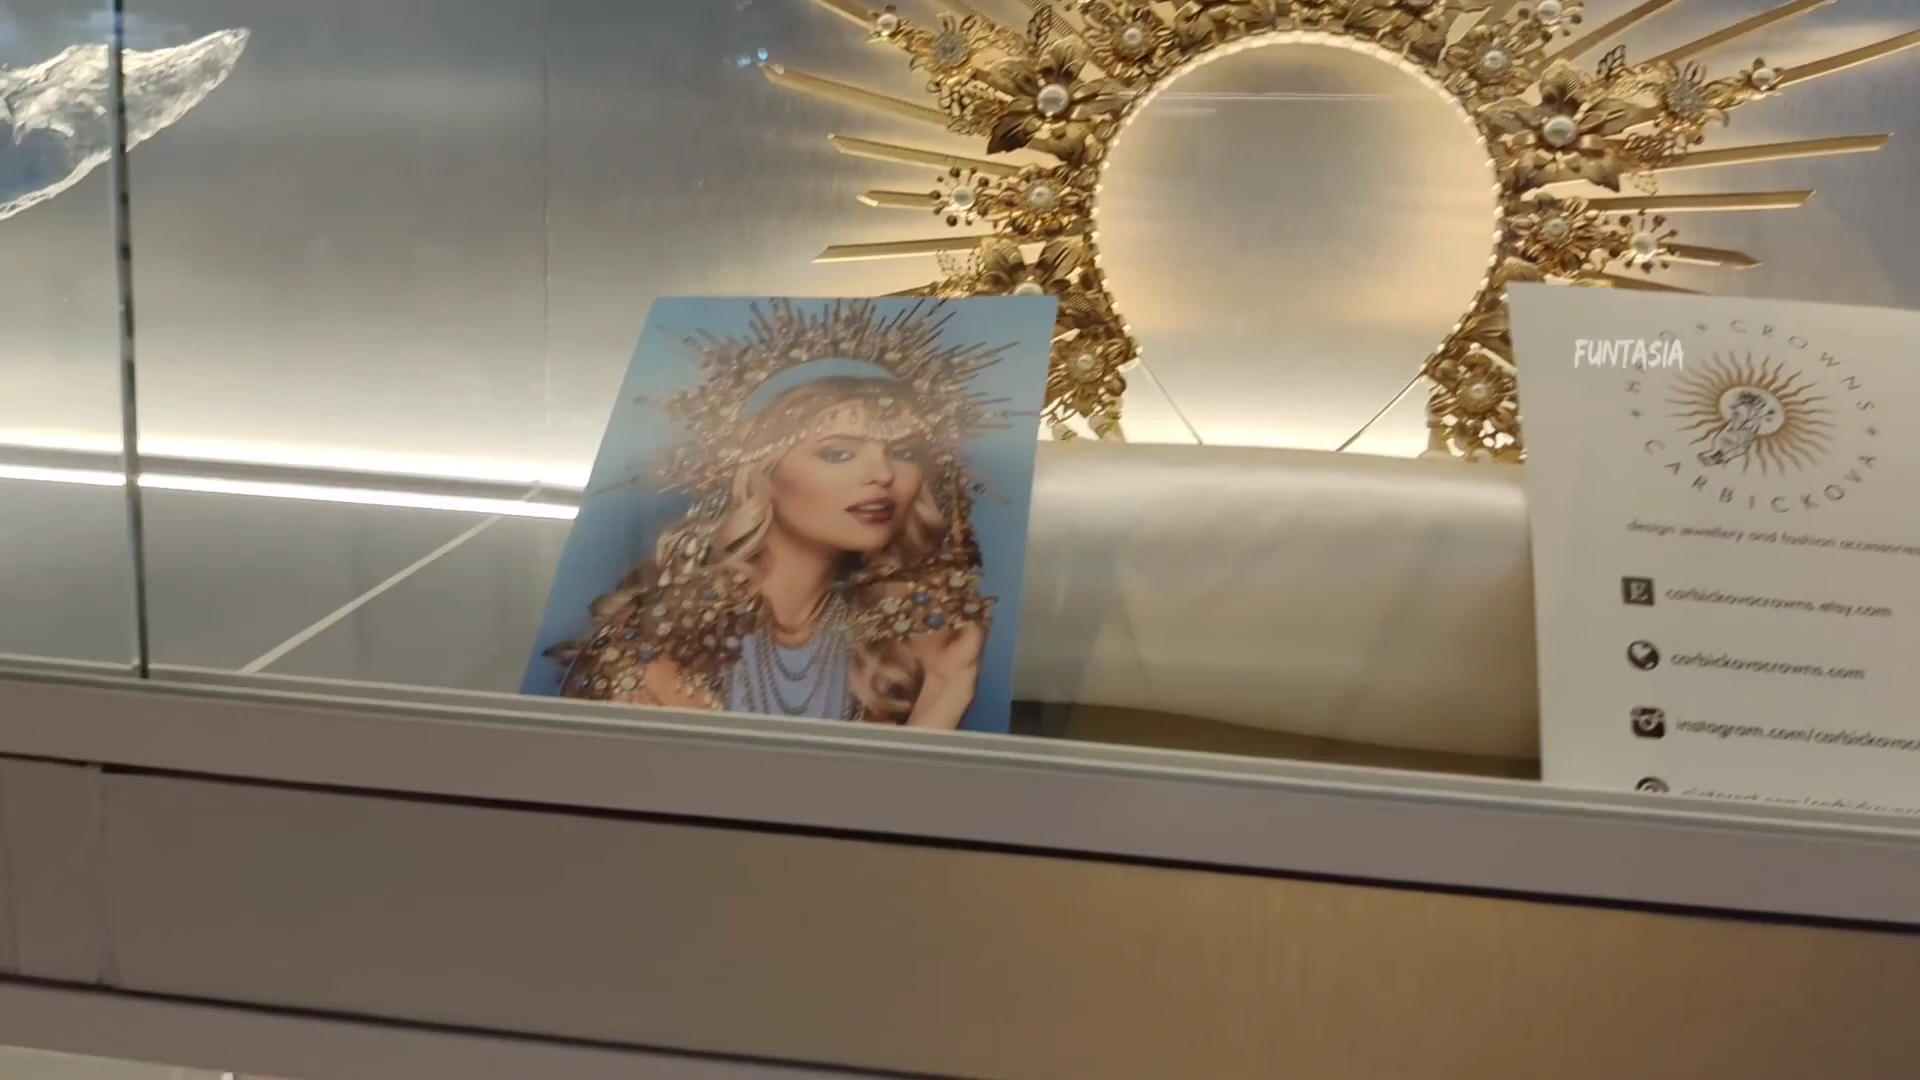 FUNTASIA
CROWNS
CARBICKOVA
design jewellery and fashion accessories
carbickovacrowns.etsy.com
carbickovacrowns.com
instagram.com/carbickovac